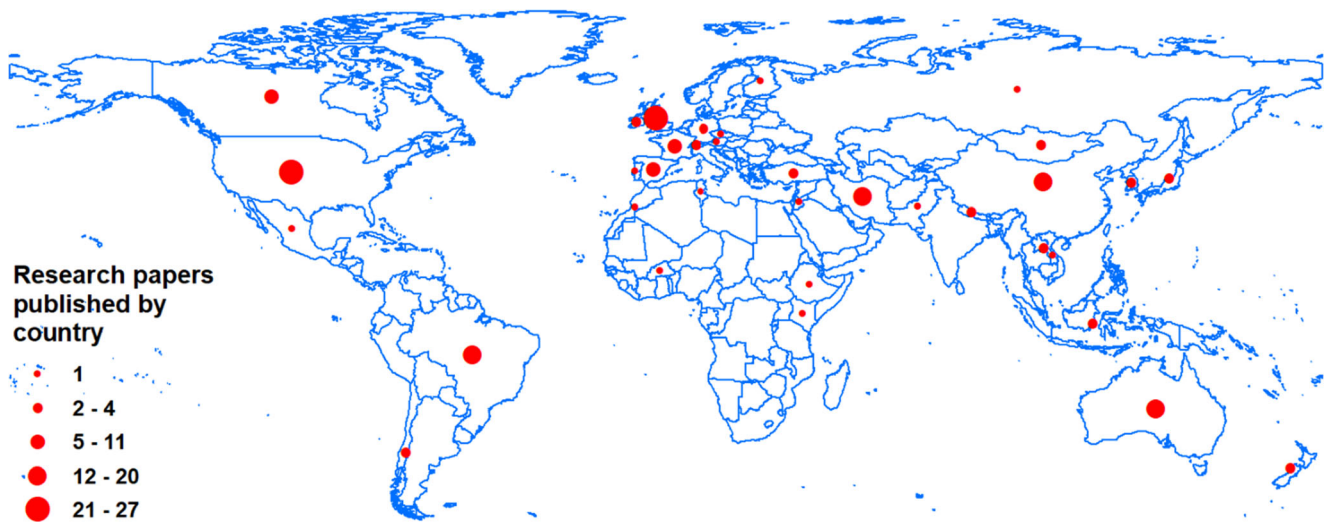 Research papers
published by
country
1
2 - 4
5 - 11
12 - 20
21 - 27